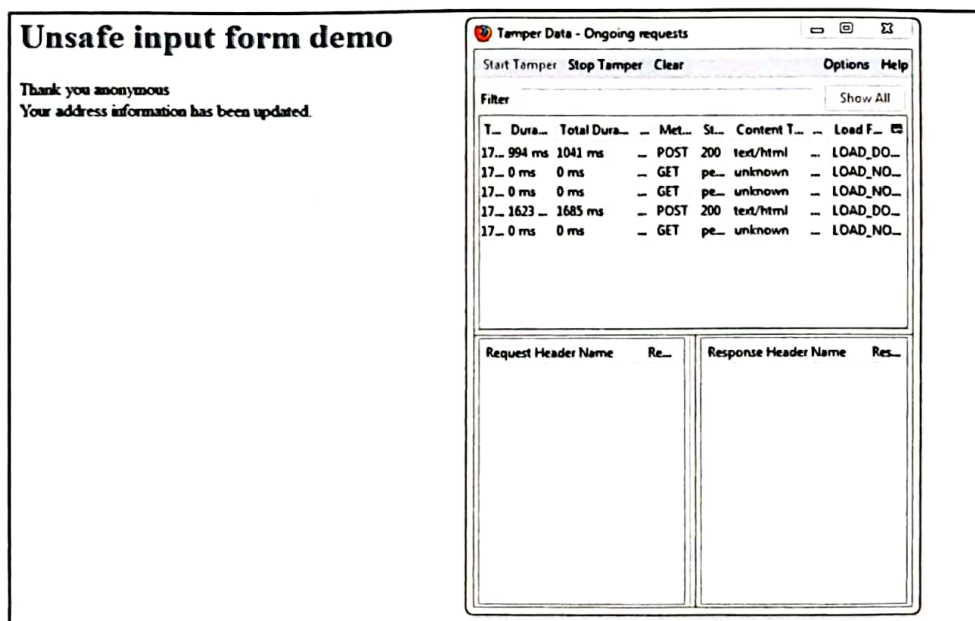 Unsafe input form demo
Thank you anonymous
Your address information has been updated.
Tamper Data - Ongoing requests
Start Tamper Stop Tamper Clear Options Help
Filter Show All
T... Dura... Total Dura... ... Met... St... Content T... ... Load F...
17... 994 ms 1041 ms ... POST 200 text/html ... LOAD_DO...
17... 0 ms 0 ms ... GET pe... unknown ... LOAD_NO...
17... 0 ms 0 ms ... GET pe... unknown ... LOAD_NO...
17... 1623 ... 1685 ms ... POST 200 text/html ... LOAD_DO...
17... 0 ms 0 ms ... GET pe... unknown ... LOAD_NO...
Request Header Name Re... Response Header Name Res...